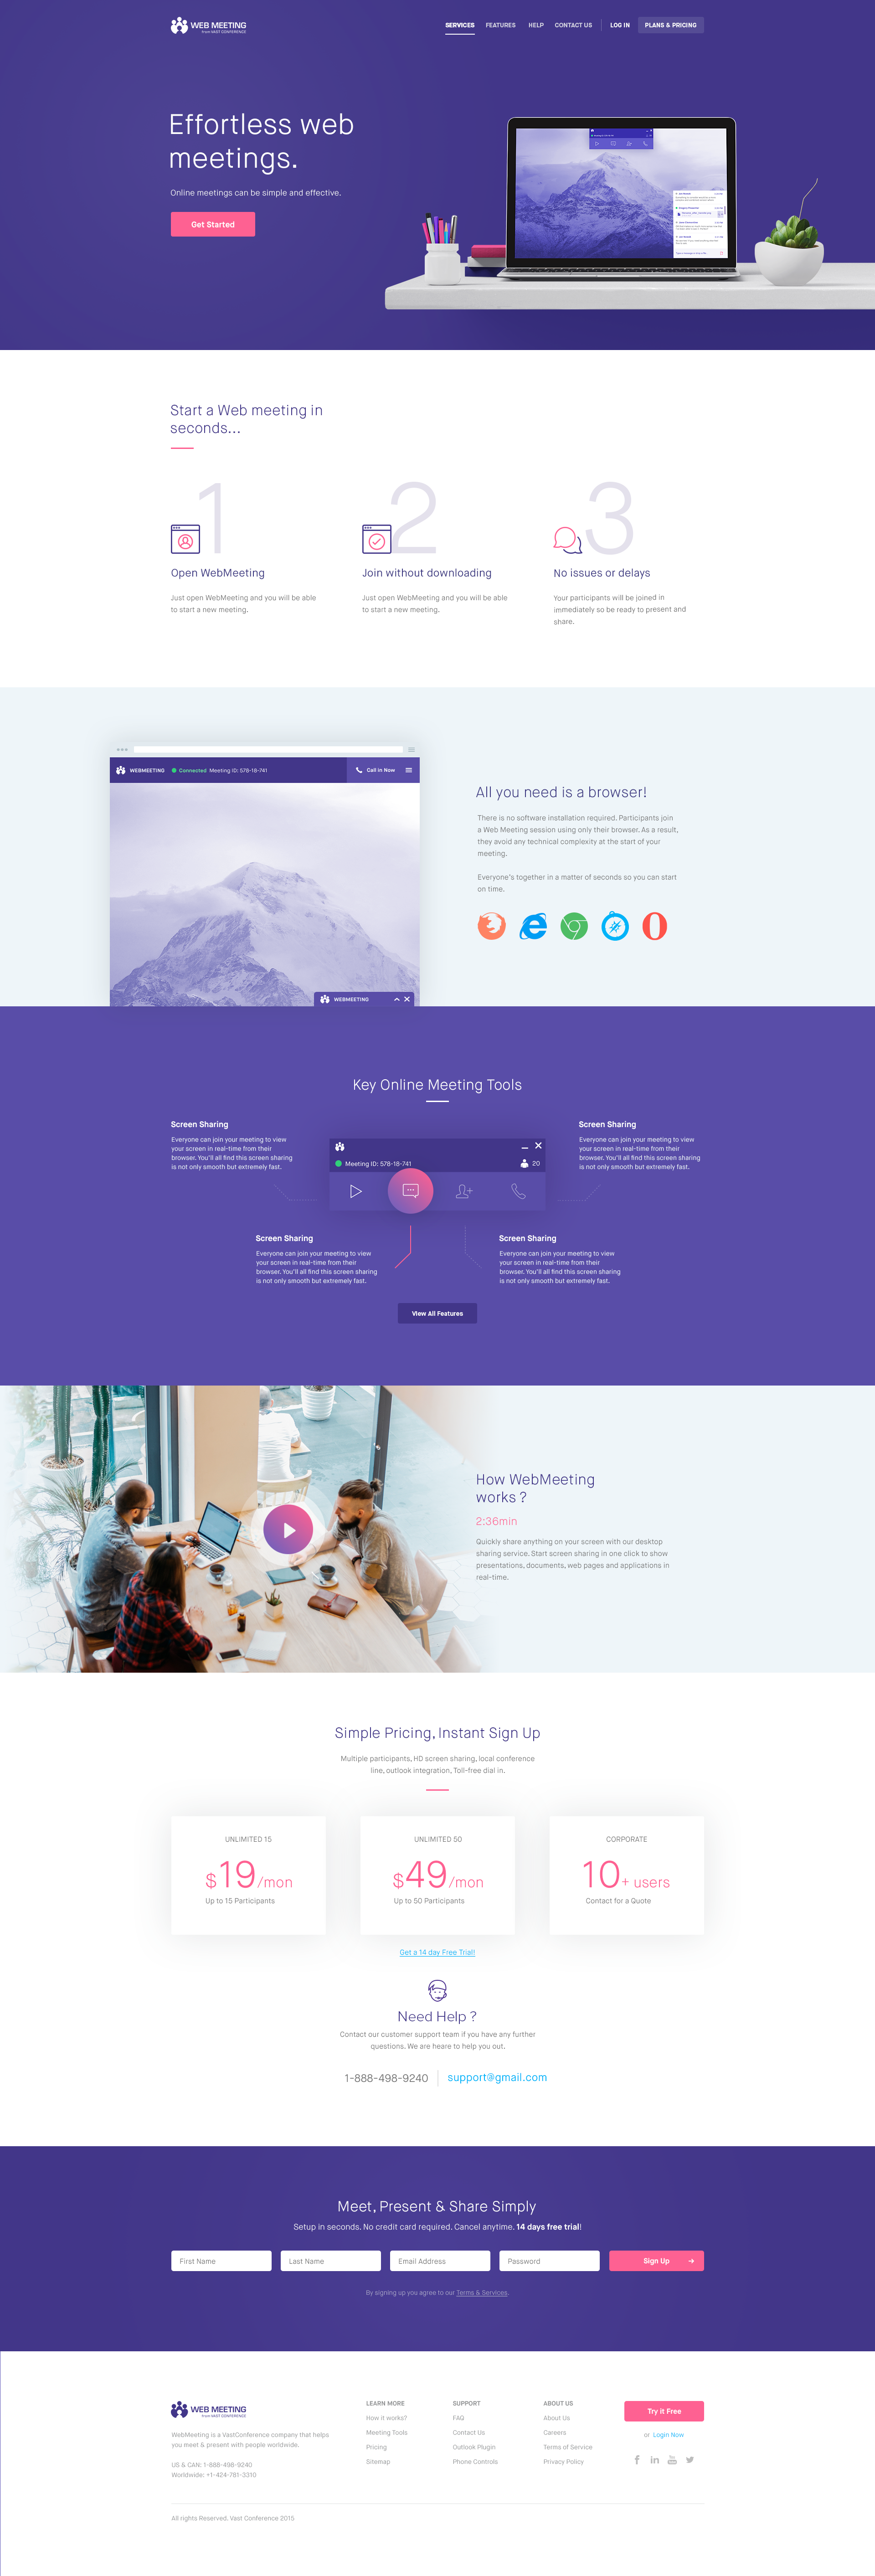 WEB MEETING
from VAST CONFERENCE
SERVICES
FEATURES
HELP
CONTACT US
LOG IN
PLANS & PRICING
Effortless web
meetings.
Online meetings can be simple and effective.
Get Started
Start a Web meeting in
seconds...
1
Open WebMeeting
Just open WebMeeting and you will be able
to start a new meeting.
2
Join without downloading
Just open WebMeeting and you will be able
to start a new meeting.
3
No issues or delays
Your participants will be joined in
immediately so be ready to present and
share.
WEBMEETING
Connected
Meeting ID: 578-18-741
Call in Now
WEBMEETING
All you need is a browser!
There is no software installation required. Participants join
a Web Meeting session using only their browser. As a result,
they avoid any technical complexity at the start of your
meeting.
Everyone's together in a matter of seconds so you can start
on time.
Key Online Meeting Tools
Screen Sharing
Everyone can join your meeting to view
your screen in real-time from their
browser. You'll all find this screen sharing
is not only smooth but extremely fast.
Meeting ID: 578-18-741
20
Screen Sharing
Everyone can join your meeting to view
your screen in real-time from their
browser. You'll all find this screen sharing
is not only smooth but extremely fast.
Screen Sharing
Everyone can join your meeting to view
your screen in real-time from their
browser. You'll all find this screen sharing
is not only smooth but extremely fast.
Screen Sharing
Everyone can join your meeting to view
your screen in real-time from their
browser. You'll all find this screen sharing
is not only smooth but extremely fast.
View All Features
How WebMeeting
works ?
2:36min
Quickly share anything on your screen with our desktop
sharing service. Start screen sharing in one click to show
presentations, documents, web pages and applications in
real-time.
Simple Pricing, Instant Sign Up
Multiple participants, HD screen sharing, local conference
line, outlook integration, Toll-free dial in.
UNLIMITED 15
$19/mon
Up to 15 Participants
UNLIMITED 50
$49/mon
Up to 50 Participants
CORPORATE
10+ users
Contact for a Quote
Get a 14 day Free Trial!
Need Help ?
Contact our customer support team if you have any further
questions. We are heare to help you out.
1-888-498-9240
support@gmail.com
Meet, Present & Share Simply
Setup in seconds. No credit card required. Cancel anytime. 14 days free trial!
First Name
Last Name
Email Address
Password
Sign Up
By signing up you agree to our Terms & Services.
WEB MEETING
from VAST CONFERENCE
WebMeeting is a VastConference company that helps
you meet & present with people worldwide.
US & CAN: 1-888-498-9240
Worldwide: +1-424-781-3310
LEARN MORE
How it works?
Meeting Tools
Pricing
Sitemap
SUPPORT
FAQ
Contact Us
Outlook Plugin
Phone Controls
ABOUT US
About Us
Careers
Terms of Service
Privacy Policy
Try it Free
or Login Now
All rights Reserved. Vast Conference 2015